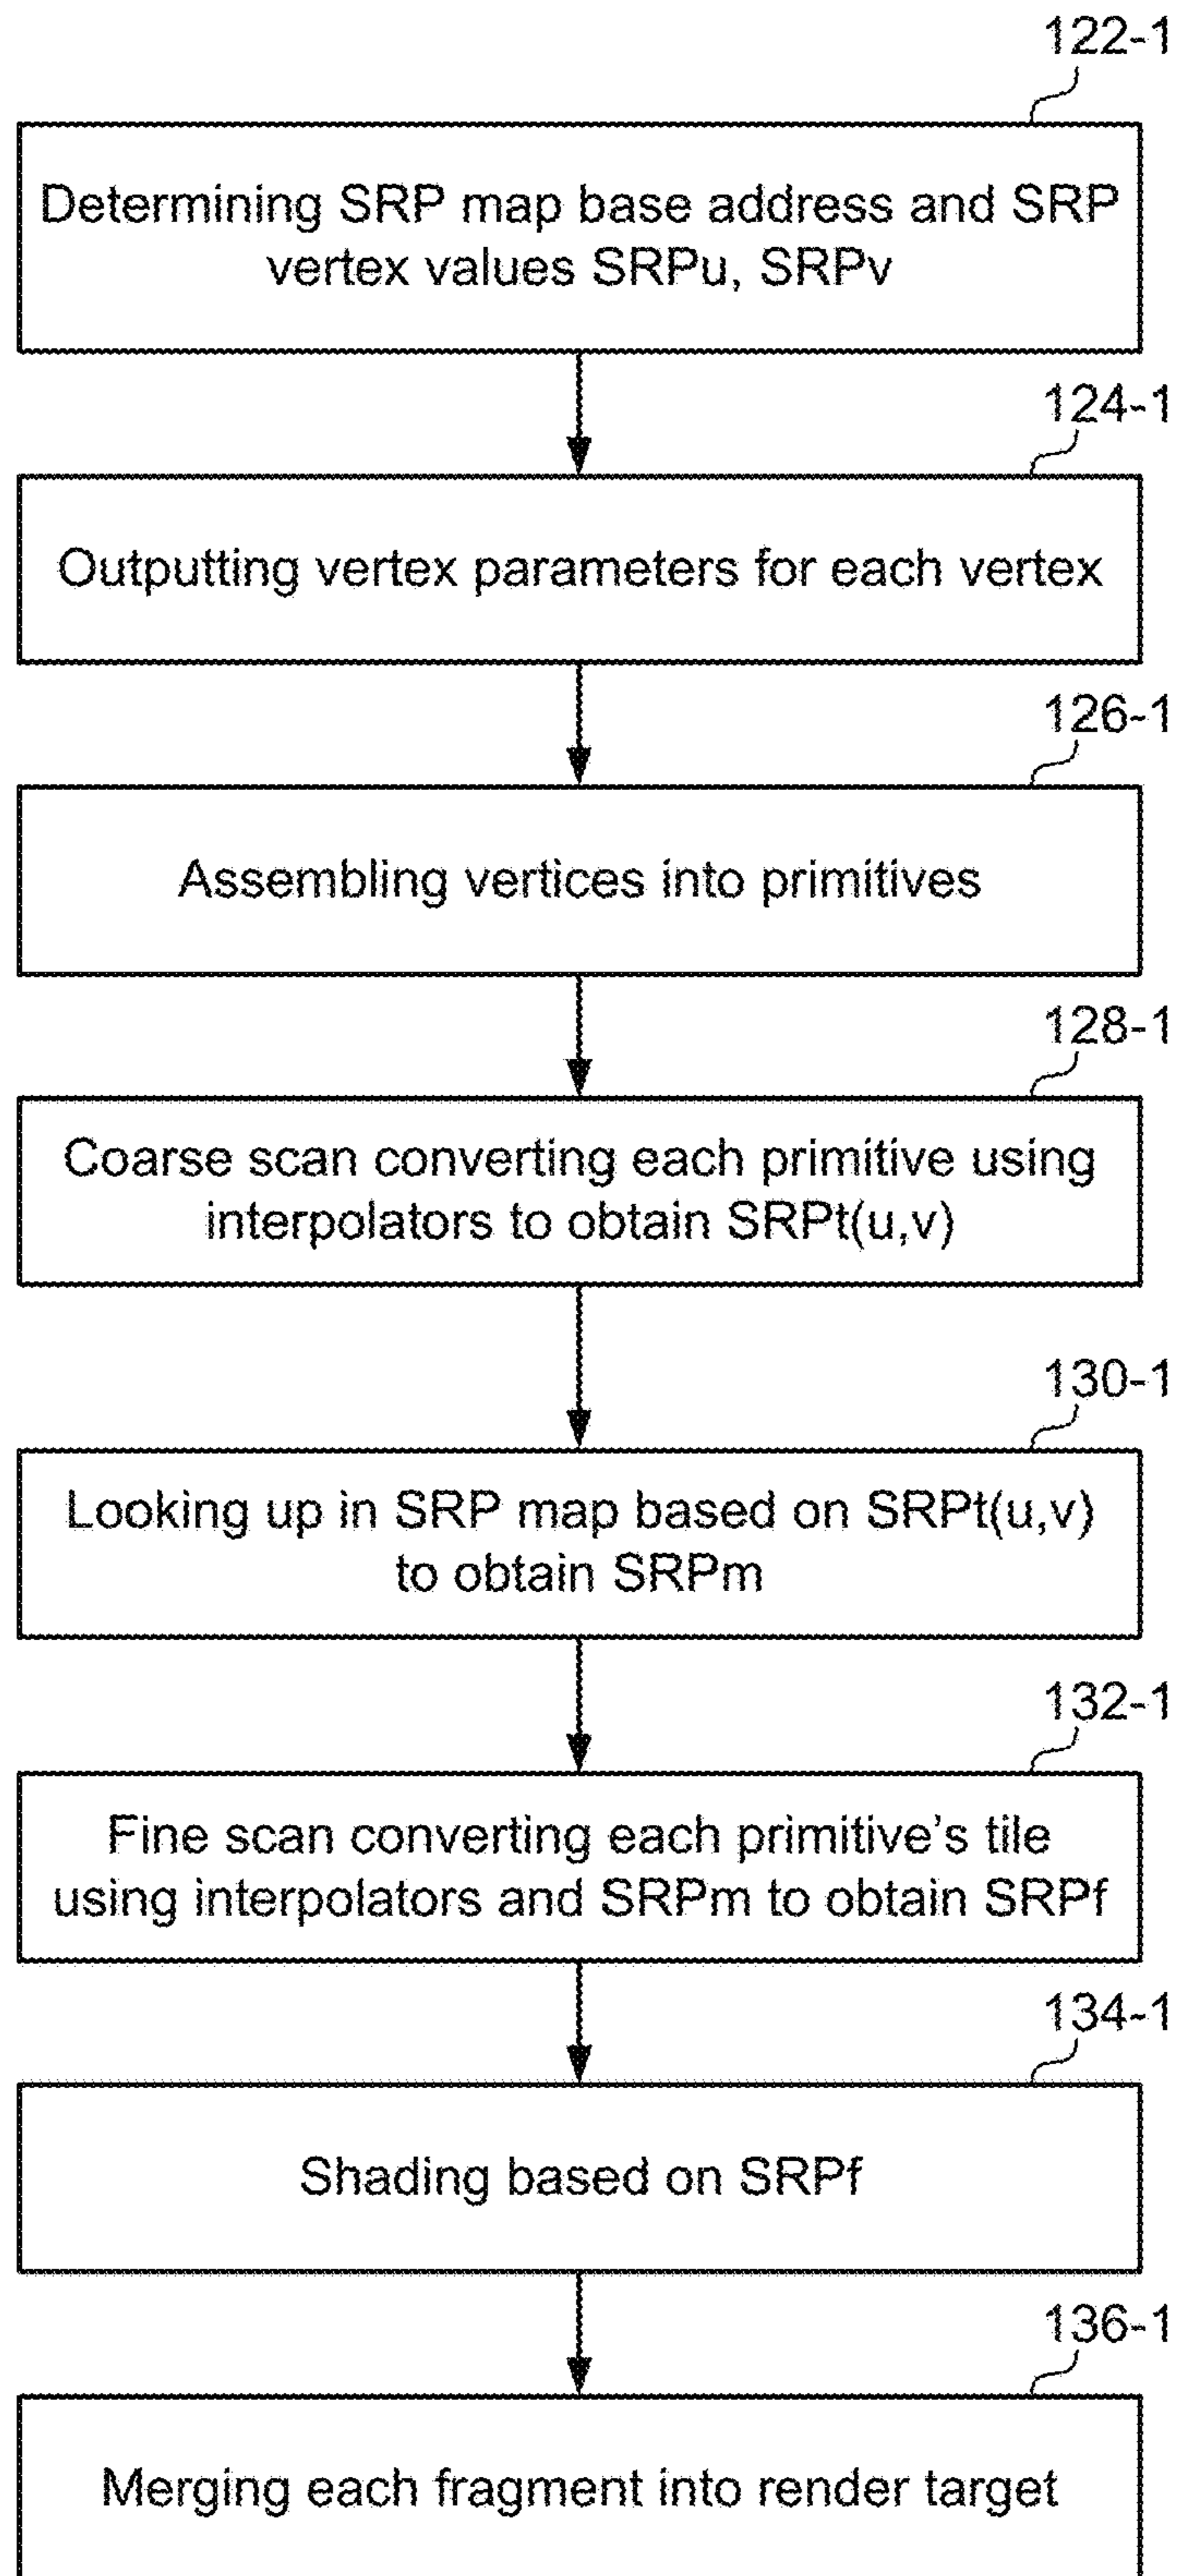 122-1
Determining SRP map base address and SRP
vertex values SRPu, SRPv
124-1
Outputting vertex parameters for each vertex
126-1
Assembling vertices into primitives
128-1
Coarse scan converting each primitive using
interpolators to obtain SRPt(u,v)
130-1
Looking up in SRP map based on SRPt(u,v)
to obtain SRPm
132-1
Fine scan converting each primitive's tile
using interpolators and SRPm to obtain SRPf
134-1
Shading based on SRPf
136-1
Merging each fragment into render target